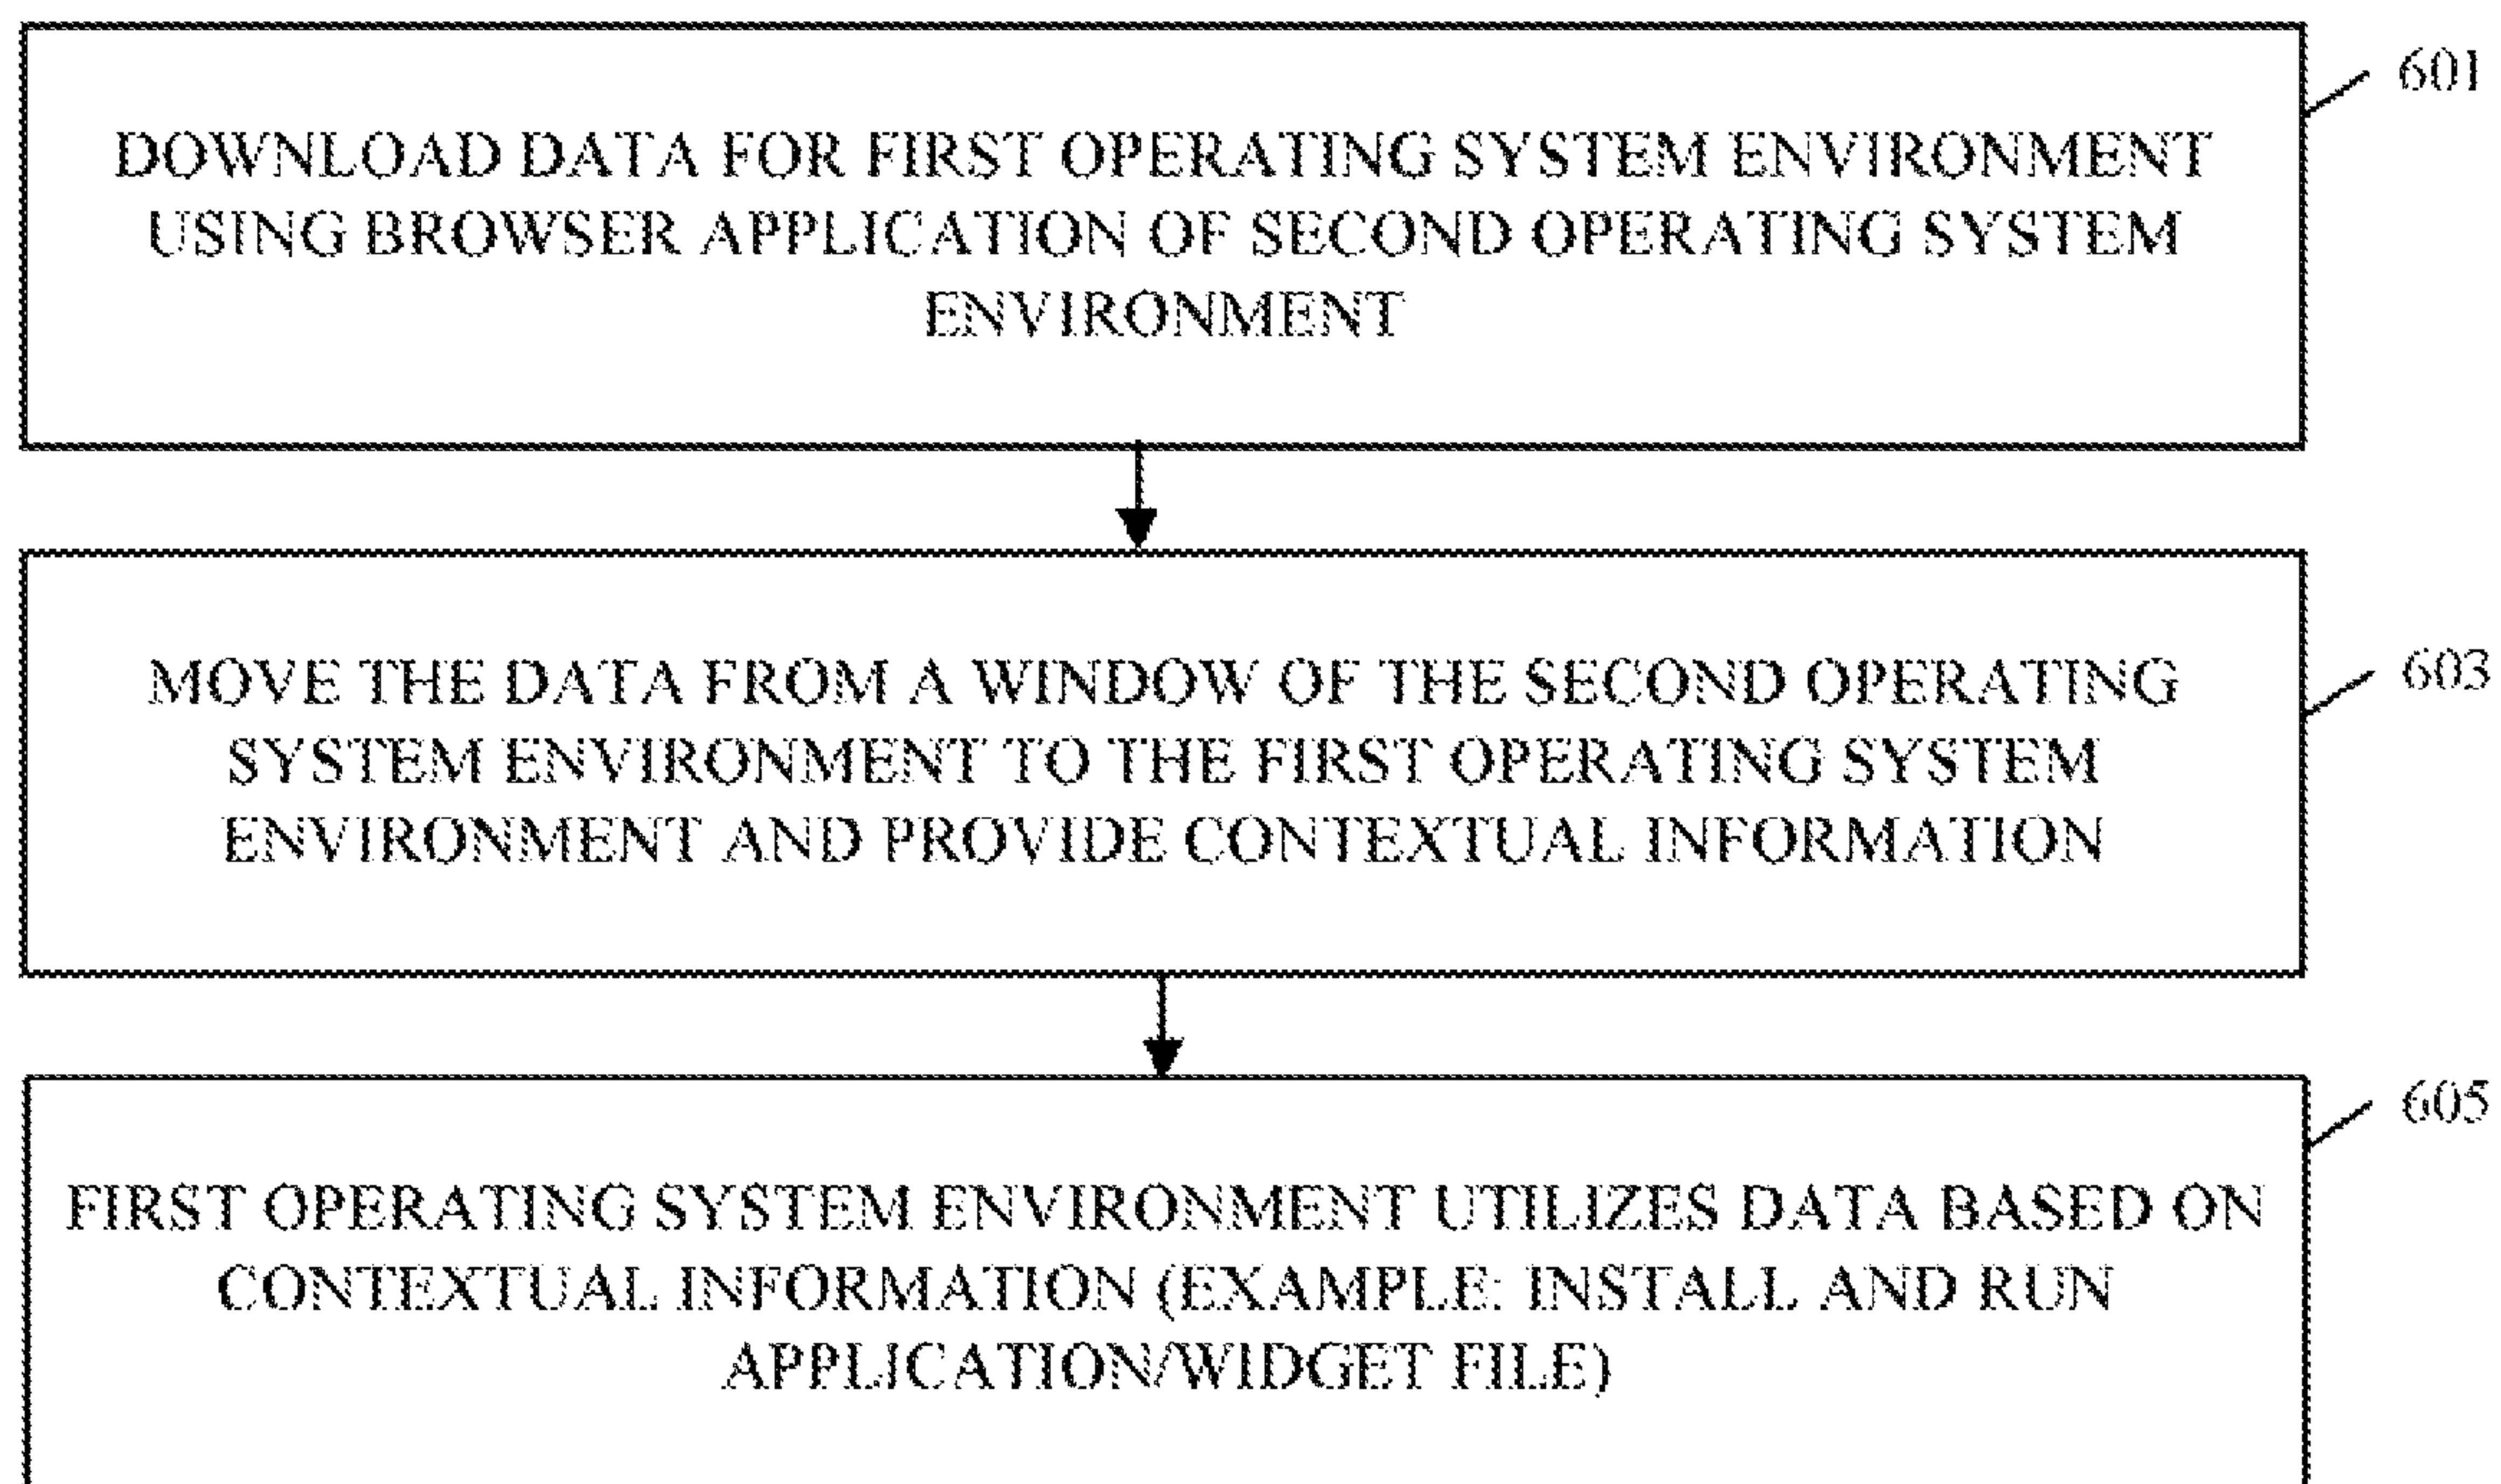 601
DOWNLOAD DATA FOR FIRST OPERATING SYSTEM ENVIRONMENT
USING BROWSER APPLICATION OF SECOND OPERATING SYSTEM
ENVIRONMENT
603
MOVE THE DATA FROM A WINDOW OF THE SECOND OPERATING
SYSTEM ENVIRONMENT TO THE FIRST OPERATING SYSTEM
ENVIRONMENT AND PROVIDE CONTEXTUAL INFORMATION
605
FIRST OPERATING SYSTEM ENVIRONMENT UTILIZES DATA BASED ON
CONTEXTUAL INFORMATION (EXAMPLE: INSTALL AND RUN
APPLICATION/WIDGET FILE)